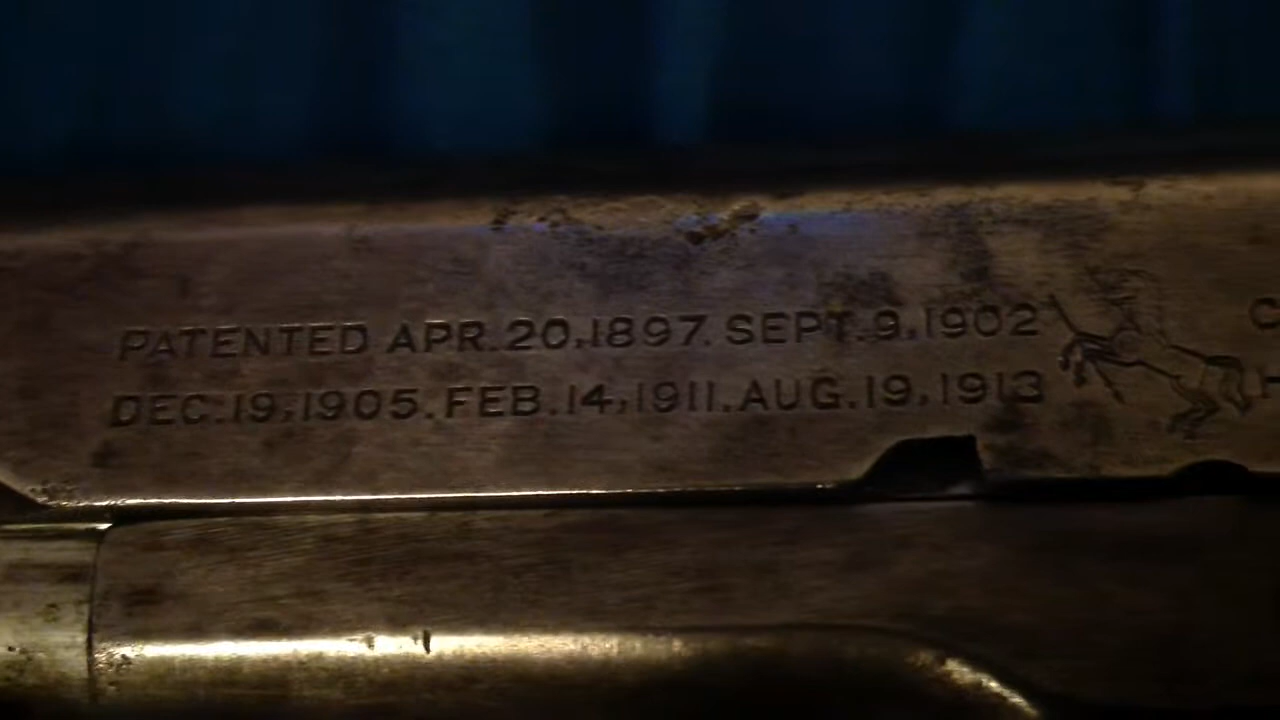 PATENTED APR. 20,1897. SEPT. 9,1902
DEC. 19,1905. FEB. 14,1911. AUG. 19, 1913